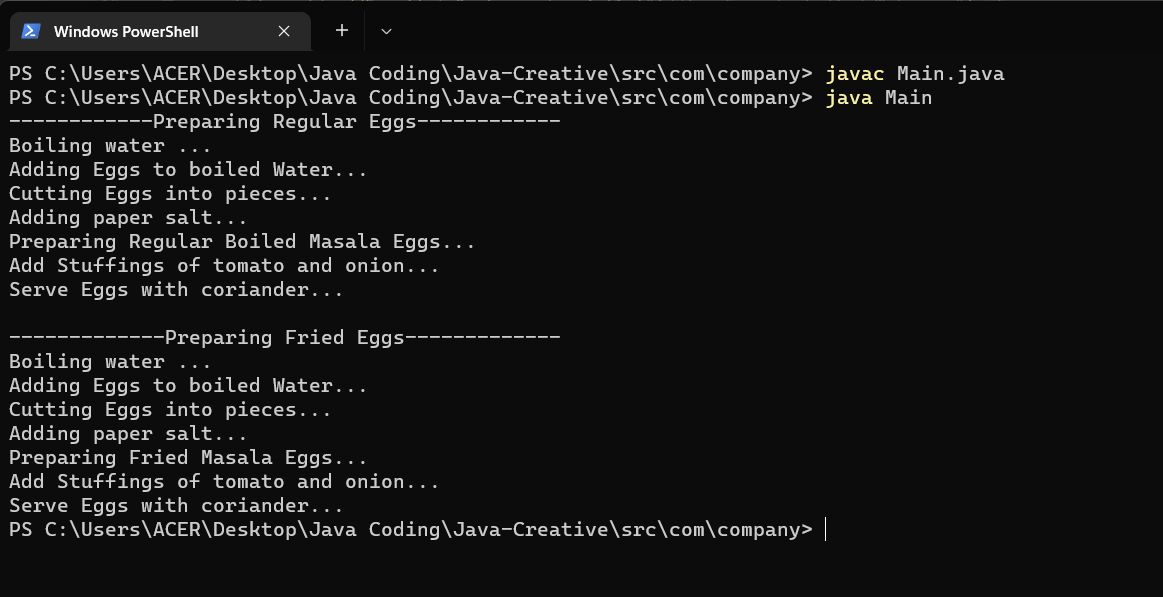 Windows PowerShell
PS C:\Users\ACER\Desktop\Java Coding\Java-Creative\src\com\company> javac Main.java
PS C:\Users\ACER\Desktop\Java Coding\Java-Creative\src\com\company> java Main
------------Preparing Regular Eggs------------
Boiling water ...
Adding Eggs to boiled Water...
Cutting Eggs into pieces...
Adding paper salt...
Preparing Regular Boiled Masala Eggs...
Add Stuffings of tomato and onion...
Serve Eggs with coriander...
-------------Preparing Fried Eggs-------------
Boiling water ...
Adding Eggs to boiled Water...
Cutting Eggs into pieces...
Adding paper salt...
Preparing Fried Masala Eggs...
Add Stuffings of tomato and onion...
Serve Eggs with coriander...
PS C:\Users\ACER\Desktop\Java Coding\Java-Creative\src\com\company>